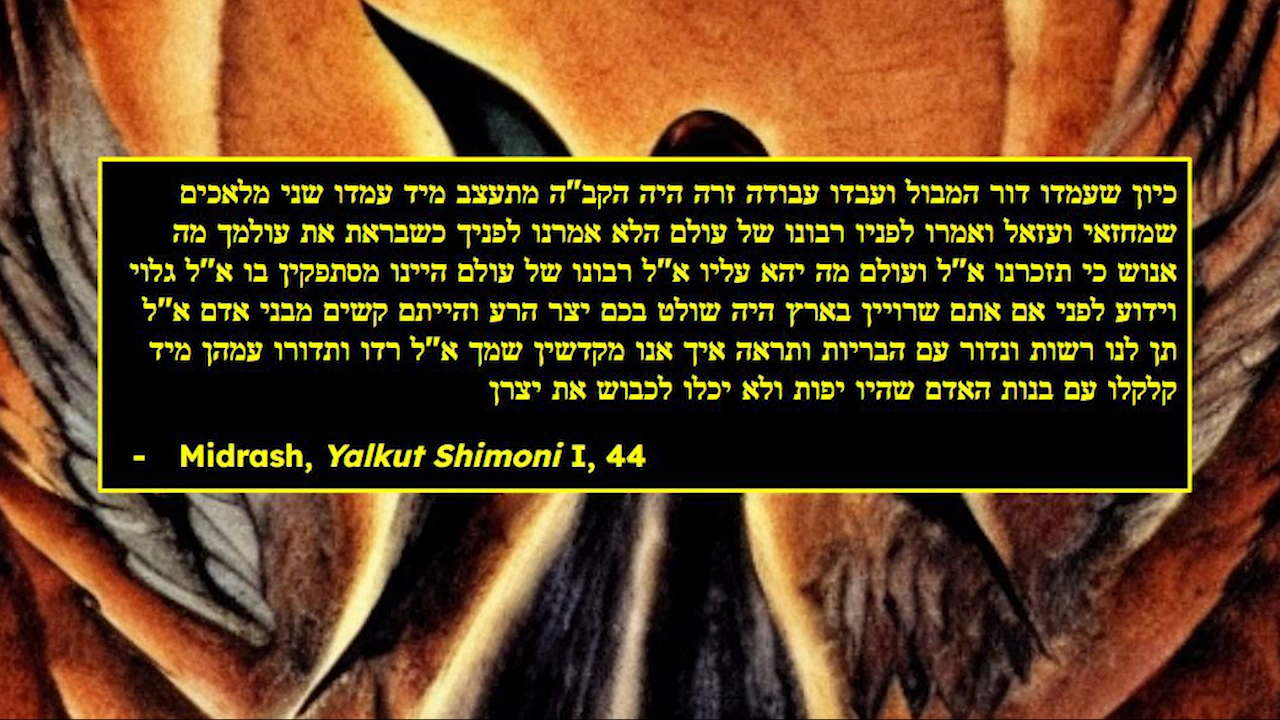 כיון שעמדו דור המבול ועבדו עבודה זרה היה הקב"ה מתעצב מיד עמדו שני מלאכים
שמחזאי ועזאל ואמרו לפניו רבונו של עולם הלא אמרנו לפניך כשבראת את עולמך מה
אנוש כי תזכרנו א"ל ועולם מה יהא עליו א"ל רבונו של עולם היינו מסתפקין בו א"ל גלוי
וידוע לפני אם אתם שרויין בארץ היה שולט בכם יצר הרע והייתם קשים מבני אדם א"ל
תן לנו רשות ונדור עם הבריות ותראה איך אנו מקדשין שמך א"ל רדו ותדורו עמהן מיד
קלקלו עם בנות האדם שהיו יפות ולא יכלו לכבוש את יצרן
- Midrash, Yalkut Shimoni I, 44